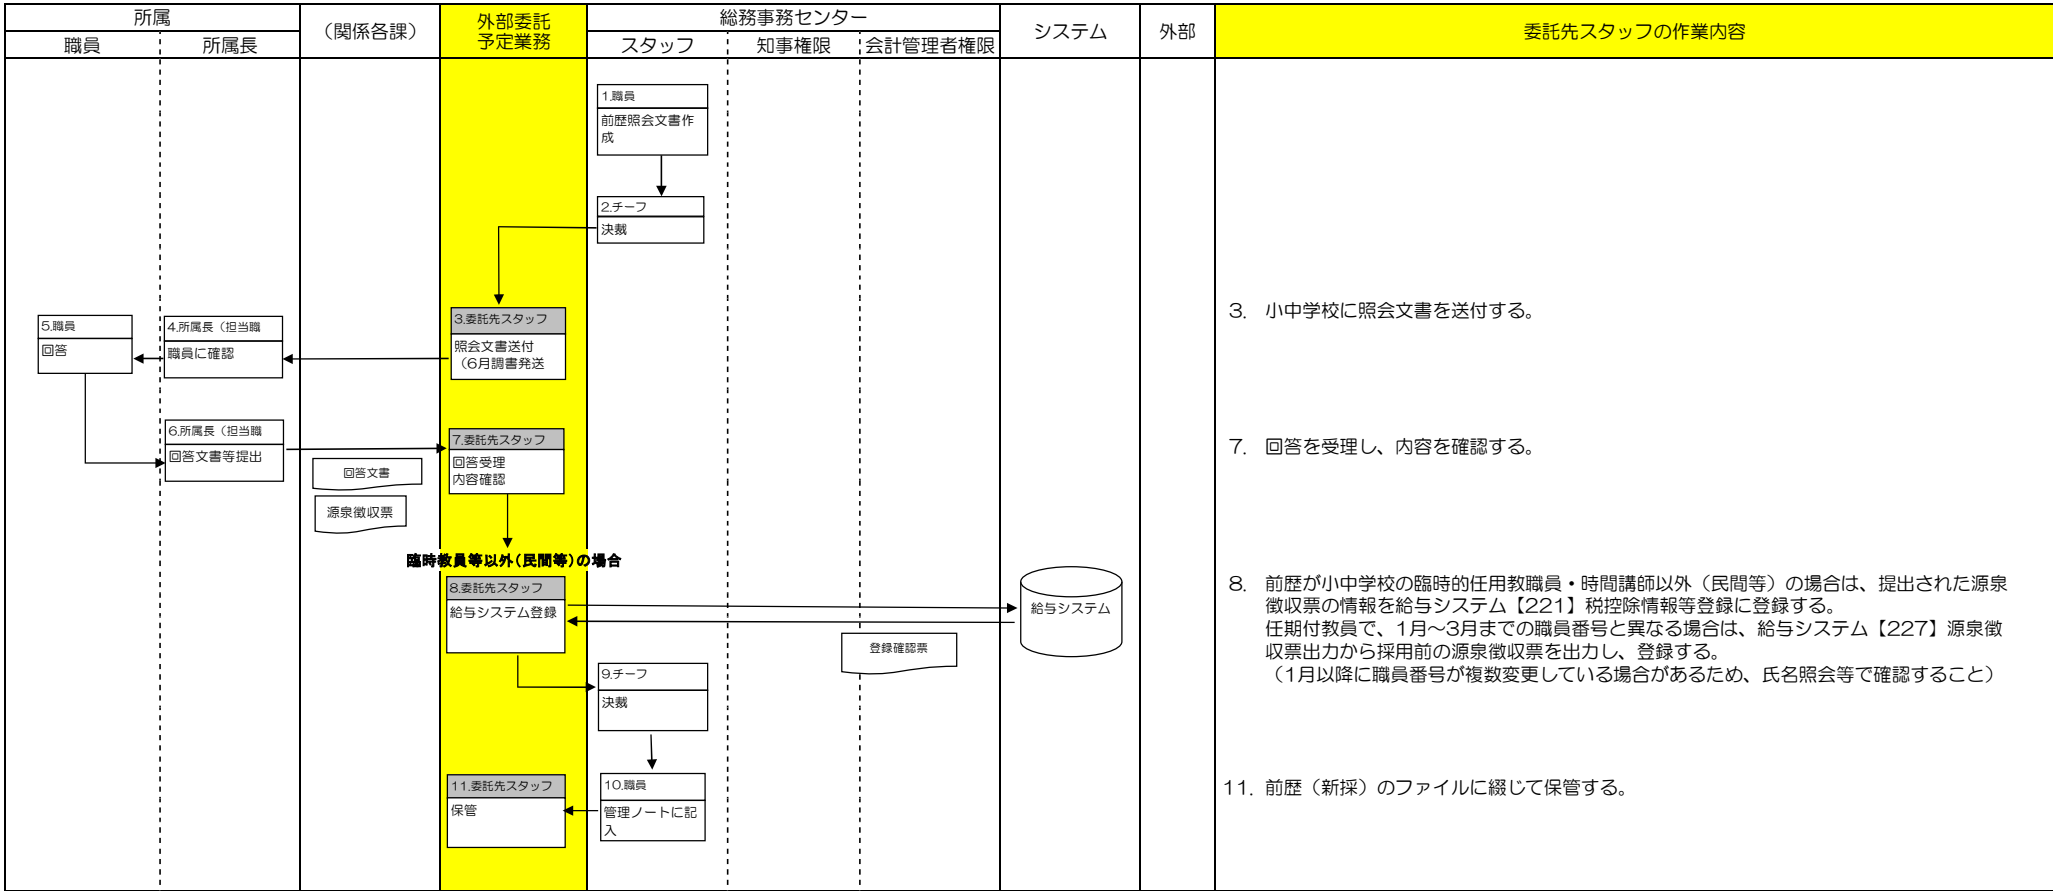 所属
（関係各課）
外部委託
予定業務
総務事務センター
システム
外部
委託先スタッフの作業内容
職員
所属長
スタッフ
知事権限
会計管理者権限
1.職員
前歴照会文書作
成
2.チーフ
決裁
3.委託先スタッフ
照会文書送付
（6月調書発送
3. 小中学校に照会文書を送付する。
5.職員
回答
4.所属長（担当職
職員に確認
6.所属長（担当職
回答文書等提出
回答文書
源泉徴収票
7.委託先スタッフ
回答受理
内容確認
7. 回答を受理し、内容を確認する。
臨時教員等以外（民間等）の場合
8.委託先スタッフ
給与システム登録
給与システム
登録確認票
8. 前歴が小中学校の臨時的任用教職員・時間講師以外（民間等）の場合は、提出された源泉
徴収票の情報を給与システム【221】税控除情報等登録に登録する。
任期付教員で、1月～3月までの職員番号と異なる場合は、給与システム【227】源泉徴
収票出力から採用前の源泉徴収票を出力し、登録する。
（1月以降に職員番号が複数変更している場合があるため、氏名照会等で確認すること）
9.チーフ
決裁
10.職員
管理ノートに記
入
11.委託先スタッフ
保管
11. 前歴（新採）のファイルに綴じて保管する。